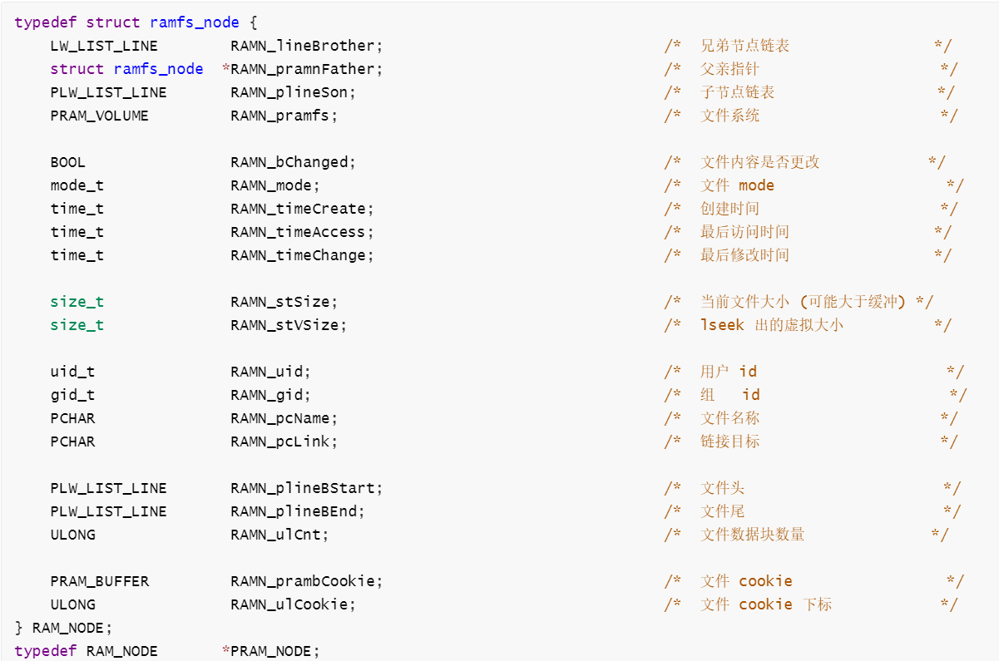 typedef struct ramfs_node {
    LW_LIST_LINE        RAMN_lineBrother;                               /*  兄弟节点链表                */
    struct ramfs_node  *RAMN_pramnFather;                               /*  父亲指针                    */
    PLW_LIST_LINE       RAMN_plineSon;                                  /*  子节点链表                  */
    PRAM_VOLUME         RAMN_pramfs;                                    /*  文件系统                    */

    BOOL                RAMN_bChanged;                                  /*  文件内容是否更改            */
    mode_t              RAMN_mode;                                      /*  文件 mode                   */
    time_t              RAMN_timeCreate;                                /*  创建时间                    */
    time_t              RAMN_timeAccess;                                /*  最后访问时间                */
    time_t              RAMN_timeChange;                                /*  最后修改时间                */

    size_t              RAMN_stSize;                                    /*  当前文件大小 (可能大于缓冲) */
    size_t              RAMN_stVSize;                                   /*  lseek 出的虚拟大小          */

    uid_t               RAMN_uid;                                       /*  用户 id                     */
    gid_t               RAMN_gid;                                       /*  组   id                     */
    PCHAR               RAMN_pcName;                                    /*  文件名称                    */
    PCHAR               RAMN_pcLink;                                    /*  链接目标                    */

    PLW_LIST_LINE       RAMN_plineBStart;                               /*  文件头                      */
    PLW_LIST_LINE       RAMN_plineBEnd;                                 /*  文件尾                      */
    ULONG               RAMN_ulCnt;                                     /*  文件数据块数量              */

    PRAM_BUFFER         RAMN_prambCookie;                               /*  文件 cookie                 */
    ULONG               RAMN_ulCookie;                                  /*  文件 cookie 下标            */
} RAM_NODE;
typedef RAM_NODE       *PRAM_NODE;